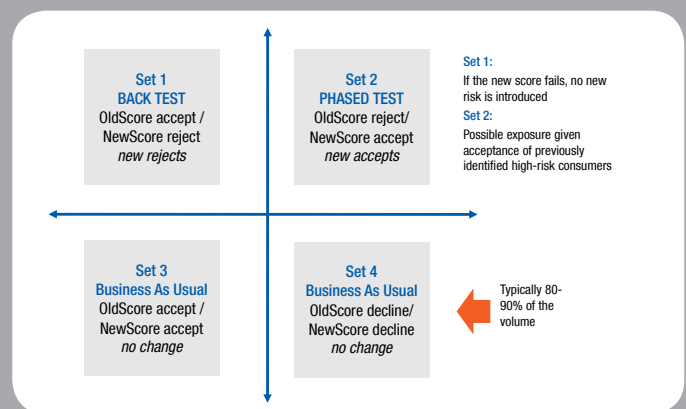 Set 1
BACK TEST
OldScore accept /
NewScore reject
new rejects
Set 2
PHASED TEST
OldScore reject/
NewScore accept
new accepts
Set 1:
If the new score fails, no new
risk is introduced
Set 2:
Possible exposure given
acceptance of previously
identified high-risk consumers
Set 3
Business As Usual
OldScore accept /
NewScore accept
no change
Set 4
Business As Usual
OldScore decline/
NewScore decline
no change
Typically 80-
90% of the
volume